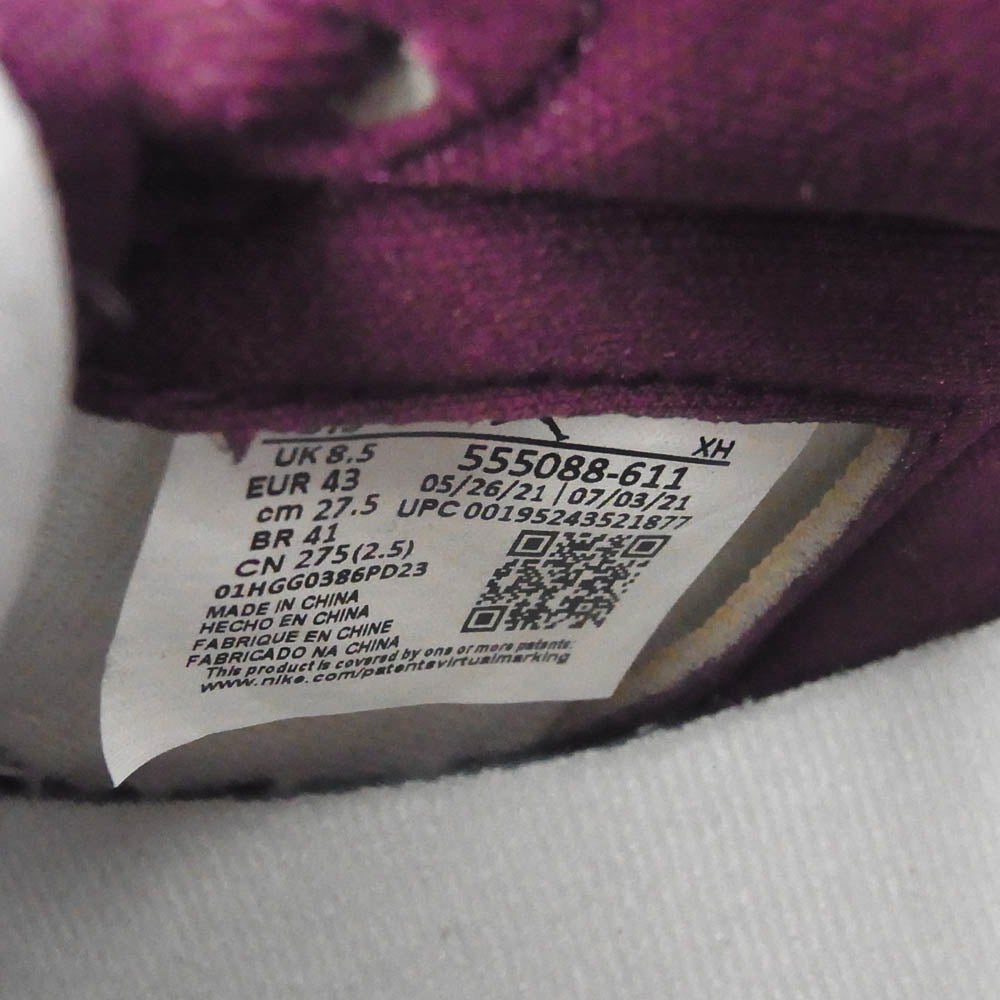 XH
UK 8.5
555088-611
EUR 43
05/26/21 | 07/03/21
cm 27.5
UPC 00195243521877
BR 41
CN 275(2.5)
01HGG0386PD23
MADE IN CHINA
HECHO EN CHINA
FABRIQUE EN CHINE
FABRICADO NA CHINA
This product is covered by one or more patents.
www.nike.com/patentsvirtualmarking